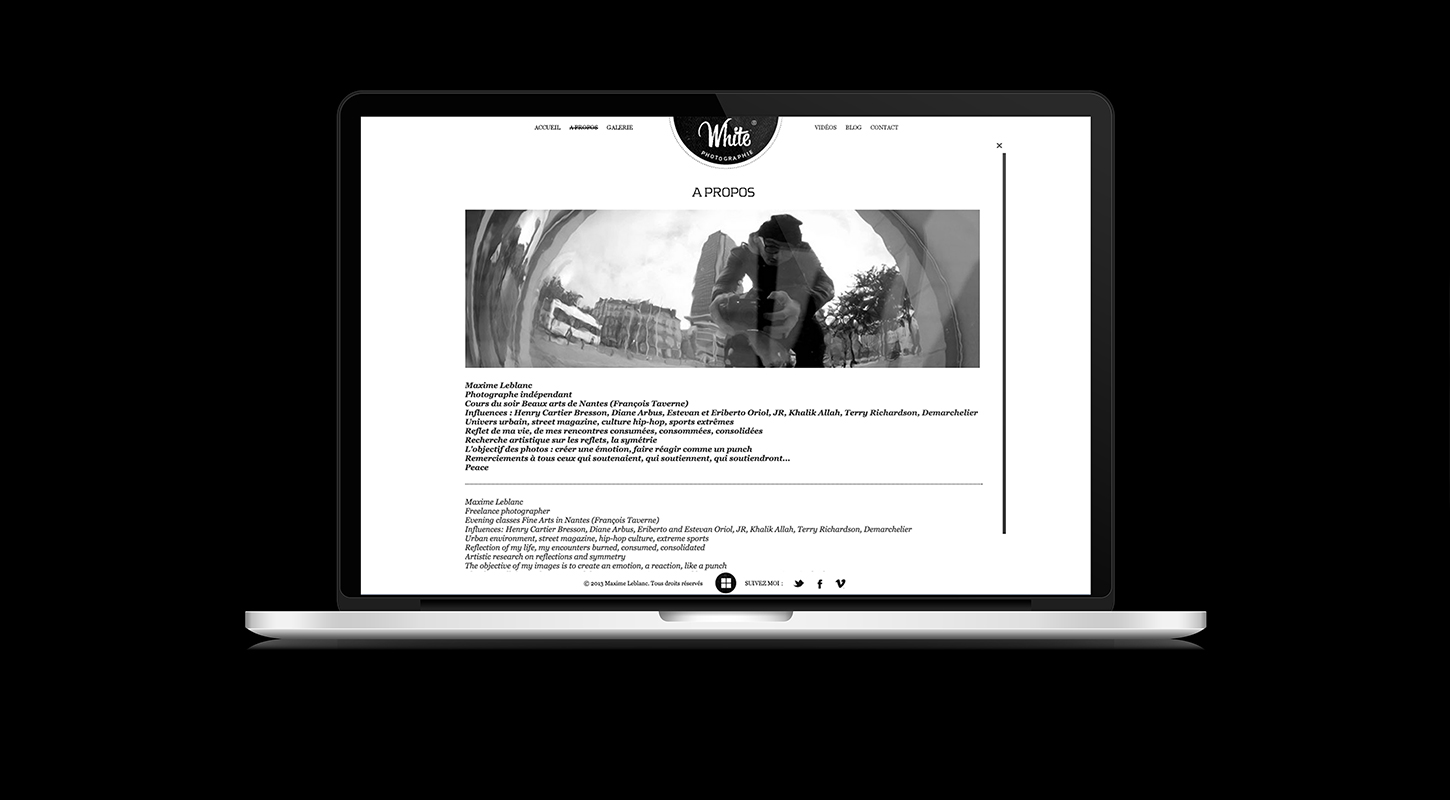 ACCUEIL A PROPOS GALERIE
White ®
PHOTOGRAPHIE
VIDÉOS BLOG CONTACT
A PROPOS
Maxime Leblanc
Photographe indépendant
Cours du soir Beaux arts de Nantes (François Taverne)
Influences : Henry Cartier Bresson, Diane Arbus, Estevan et Eriberto Oriol, JR, Khalik Allah, Terry Richardson, Demarchelier
Univers urbain, street magazine, culture hip-hop, sports extrêmes
Reflet de ma vie, de mes rencontres consumées, consommées, consolidées
Recherche artistique sur les reflets, la symétrie
L'objectif des photos : créer une émotion, faire réagir comme un punch
Remerciements à tous ceux qui soutenaient, qui soutiennent, qui soutiendront...
Peace
Maxime Leblanc
Freelance photographer
Evening classes Fine Arts in Nantes (François Taverne)
Influences: Henry Cartier Bresson, Diane Arbus, Eriberto and Estevan Oriol, JR, Khalik Allah, Terry Richardson, Demarchelier
Urban environment, street magazine, hip-hop culture, extreme sports
Reflection of my life, my encounters burned, consumed, consolidated
Artistic research on reflections and symmetry
The objective of my images is to create an emotion, a reaction, like a punch
© 2013 Maxime Leblanc. Tous droits réservés
SUIVEZ MOI :